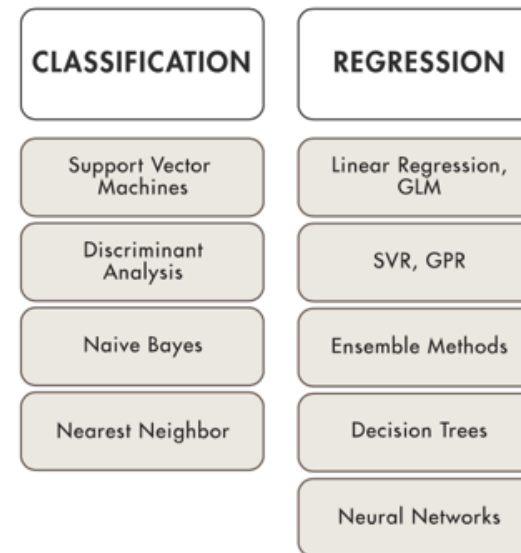 CLASSIFICATION
Support Vector
Machines
Discriminant
Analysis
Naive Bayes
Nearest Neighbor
REGRESSION
Linear Regression,
GLM
SVR, GPR
Ensemble Methods
Decision Trees
Neural Networks